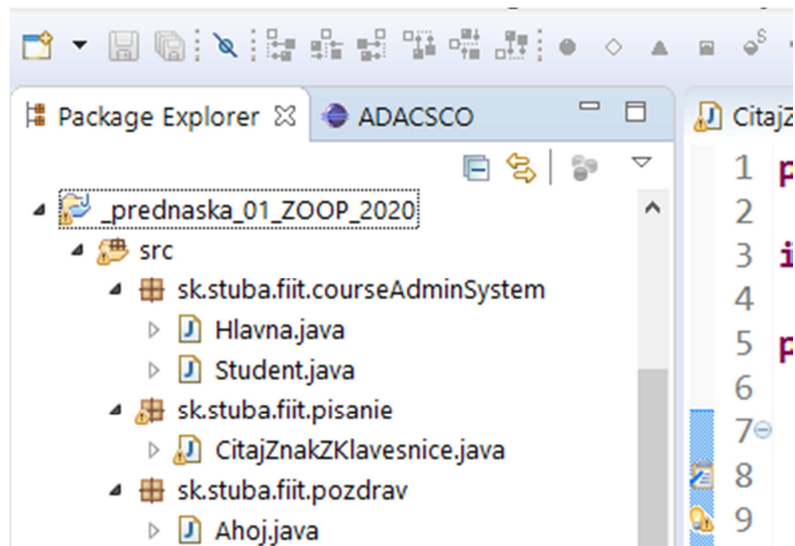 Package Explorer ADACSCO CitajZ
_prednaska_01_ZOOP_2020
src
sk.stuba.fiit.courseAdminSystem
Hlavna.java
Student.java
sk.stuba.fiit.pisanie
CitajZnakZKlavesnice.java
sk.stuba.fiit.pozdrav
Ahoj.java
1 p
2
3 i
4
5 p
6
7
8
9